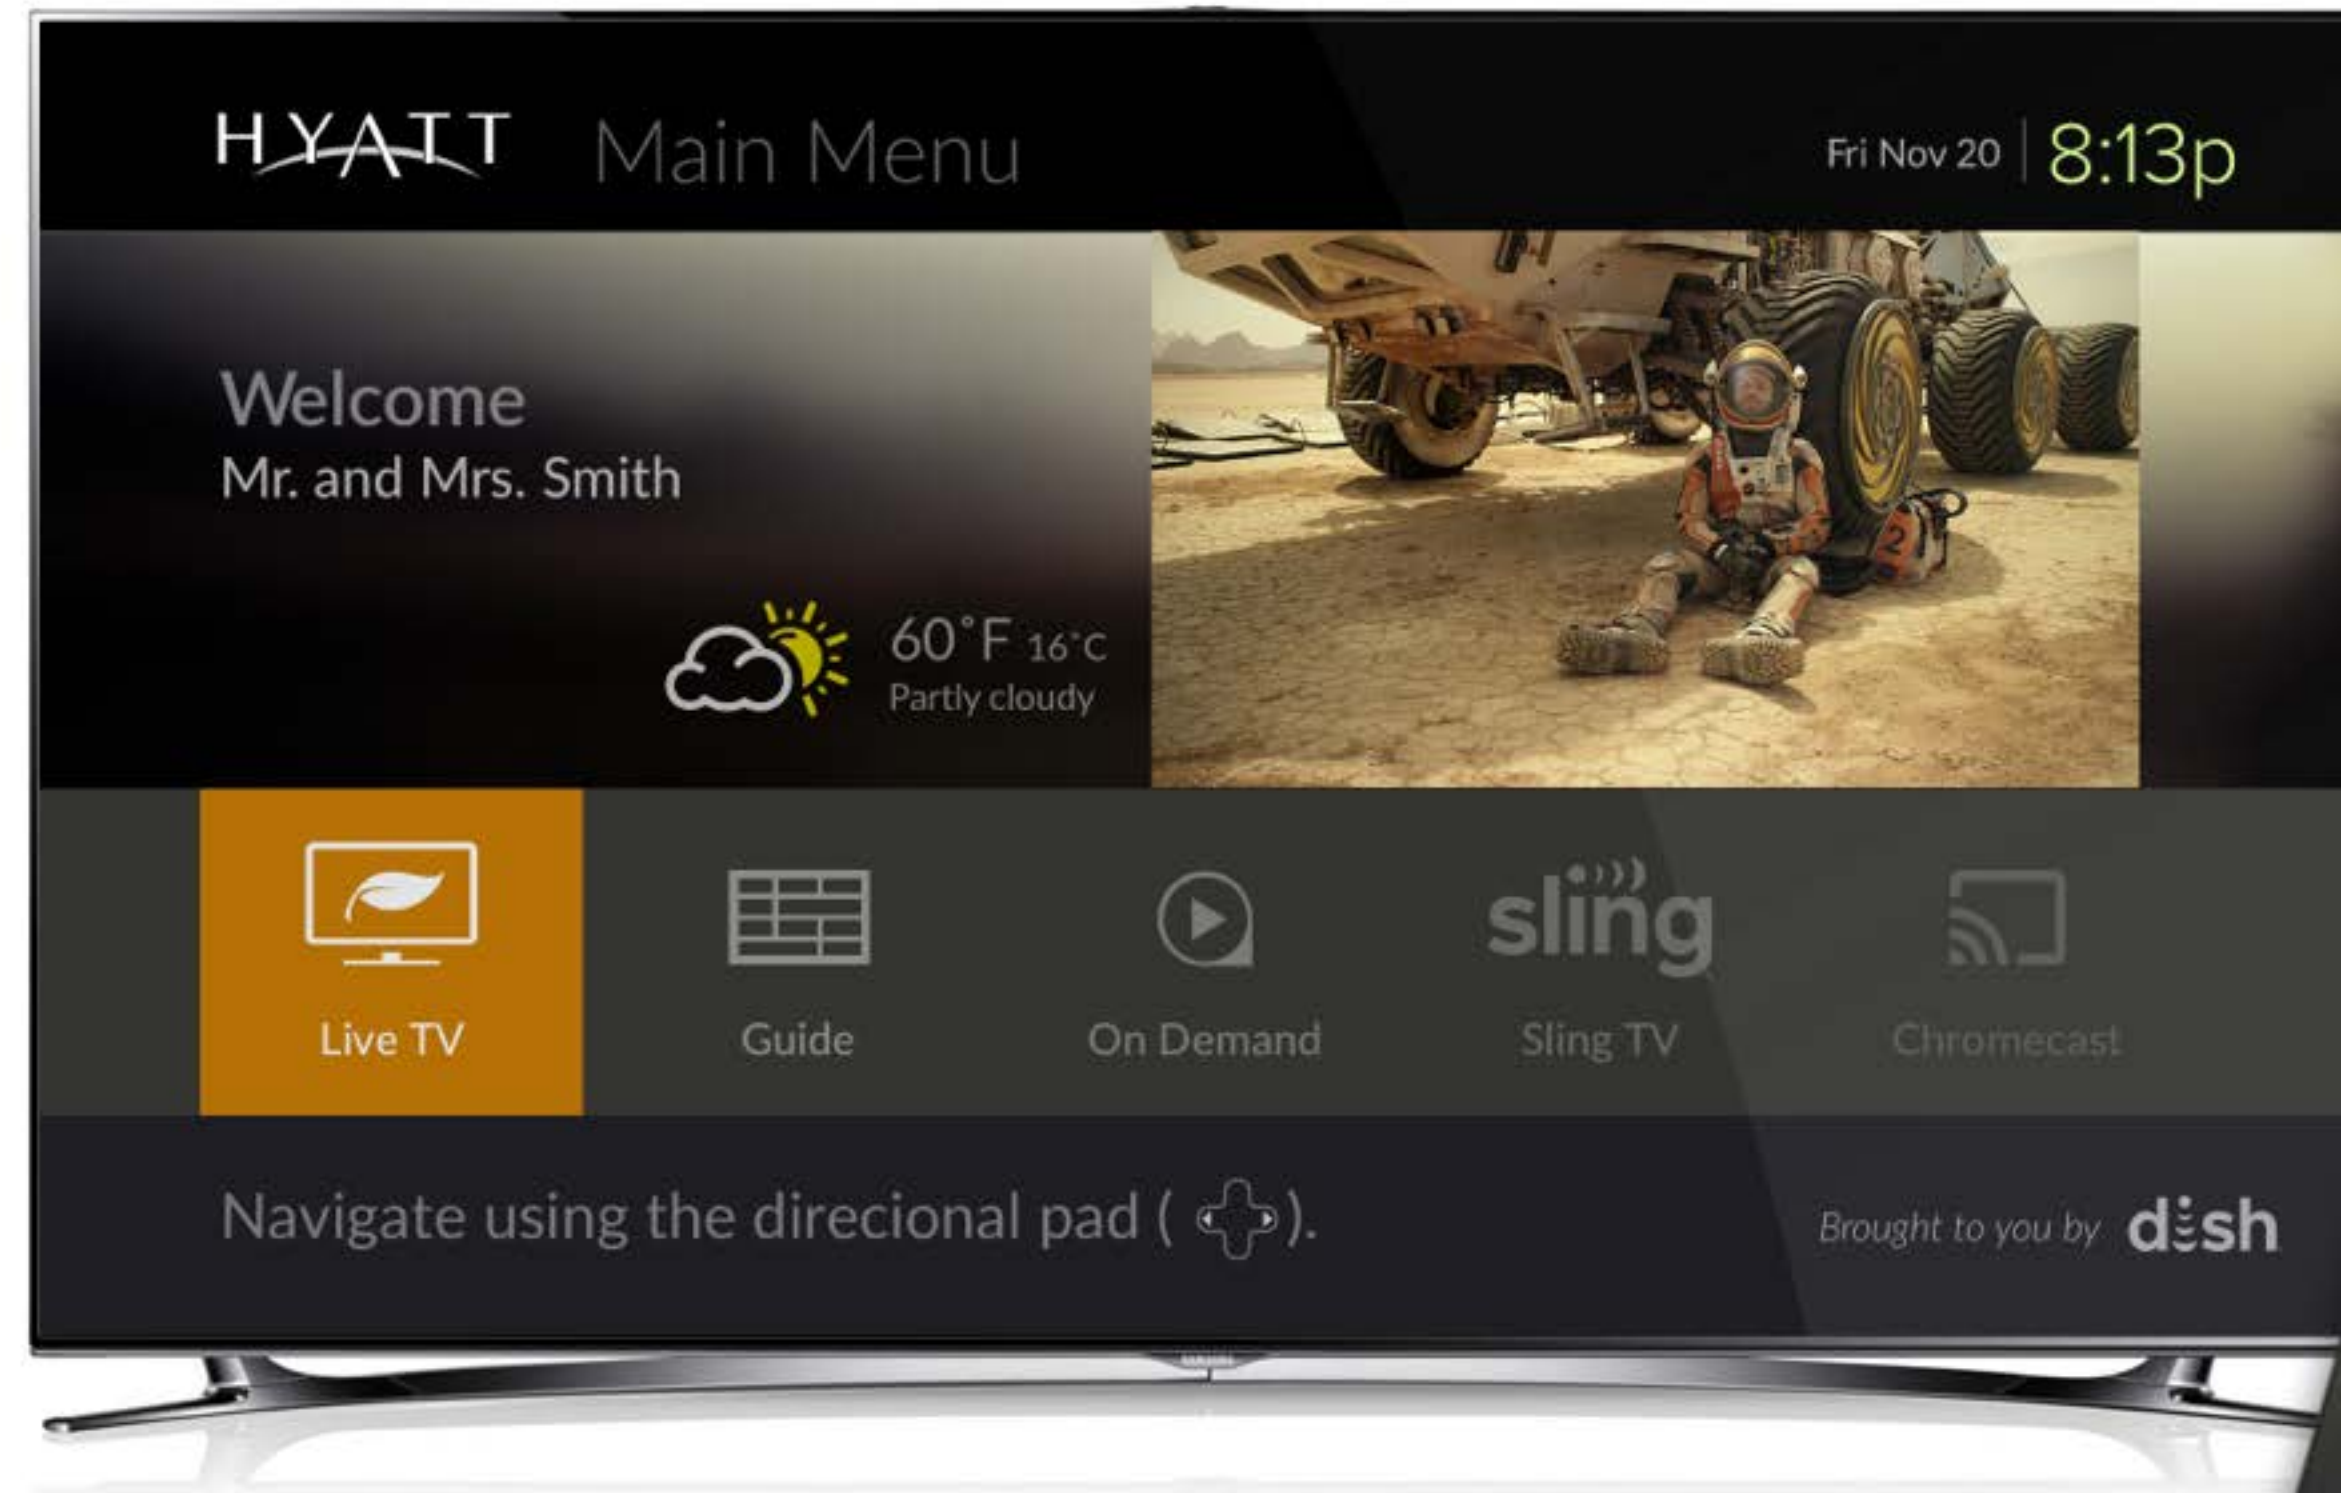 HYATT Main Menu
Fri Nov 20 8:13p
Welcome
Mr. and Mrs. Smith
60°F 16°C
Partly cloudy
2
sling
Live TV
Guide
On Demand
Sling TV
Chromecast
Navigate using the direcional pad ( ).
Brought to you by dish